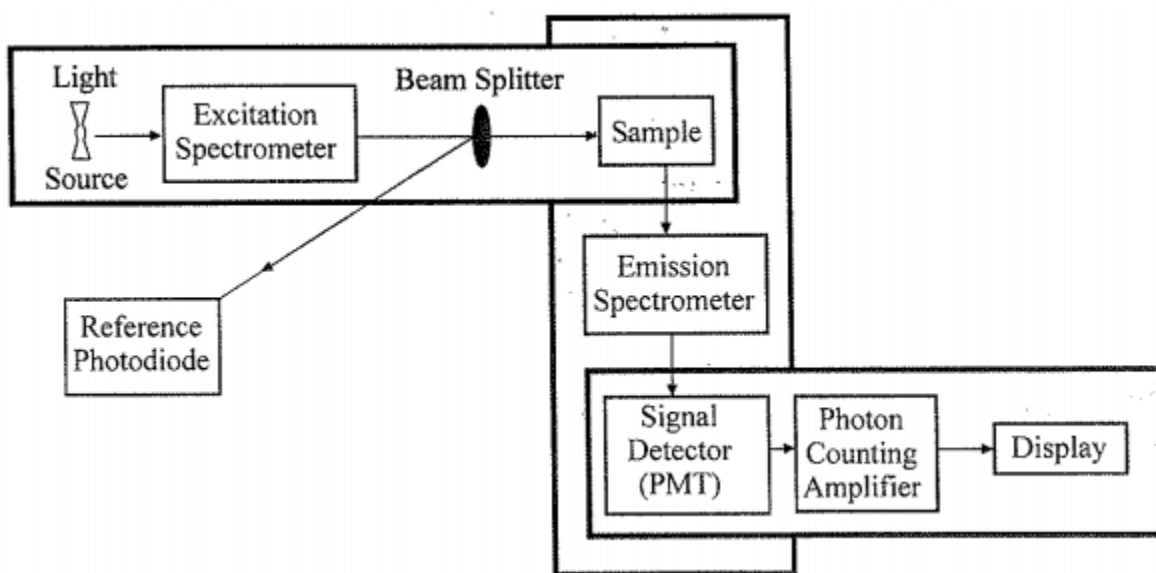 Light
Source
Excitation
Spectrometer
Beam Splitter
Sample
Emission
Spectrometer
Reference
Photodiode
Signal
Detector
(PMT)
Photon
Counting
Amplifier
Display